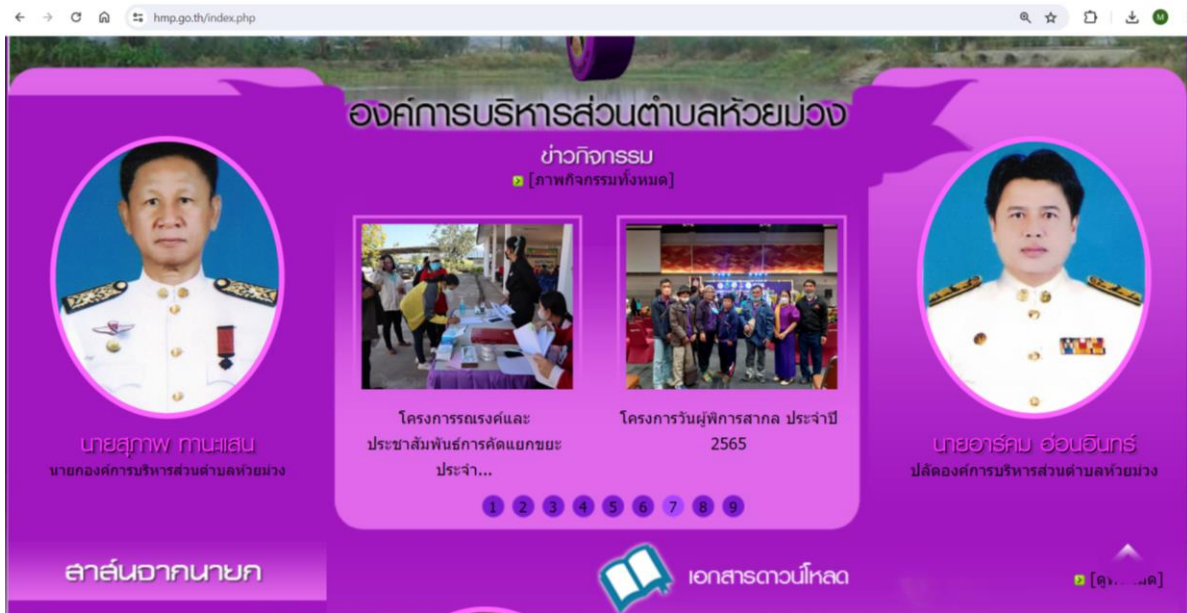 hmp.go.th/index.php
M
องค์การบริหารส่วนตำบลห้วยม่วง
ข่าวกิจกรรม
[ภาพกิจกรรมทั้งหมด]
โครงการรณรงค์และ
ประชาสัมพันธ์การคัดแยกขยะ
ประจำ...
โครงการวันผู้พิการสากล ประจำปี
2565
นายสุภาพ ทานะแสน
นายกองค์การบริหารส่วนตำบลห้วยม่วง
นายอาร์คม อ่อนอินทร์
ปลัดองค์การบริหารส่วนตำบลห้วยม่วง
1 2 3 4 5 6 7 8 9
สาส์นจากนายก
เอกสารดาวน์โหลด